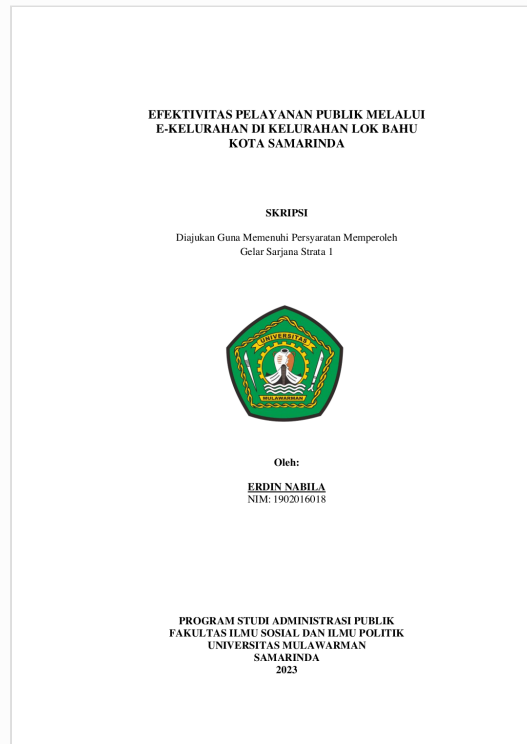 EFEKTIVITAS PELAYANAN PUBLIK MELALUI
E-KELURAHAN DI KELURAHAN LOK BAHU
KOTA SAMARINDA
SKRIPSI
Diajukan Guna Memenuhi Persyaratan Memperoleh
Gelar Sarjana Strata 1
UNIVERSITAS
MULAWARMAN
Oleh:
ERDIN NABILA
NIM: 1902016018
PROGRAM STUDI ADMINISTRASI PUBLIK
FAKULTAS ILMU SOSIAL DAN ILMU POLITIK
UNIVERSITAS MULAWARMAN
SAMARINDA
2023